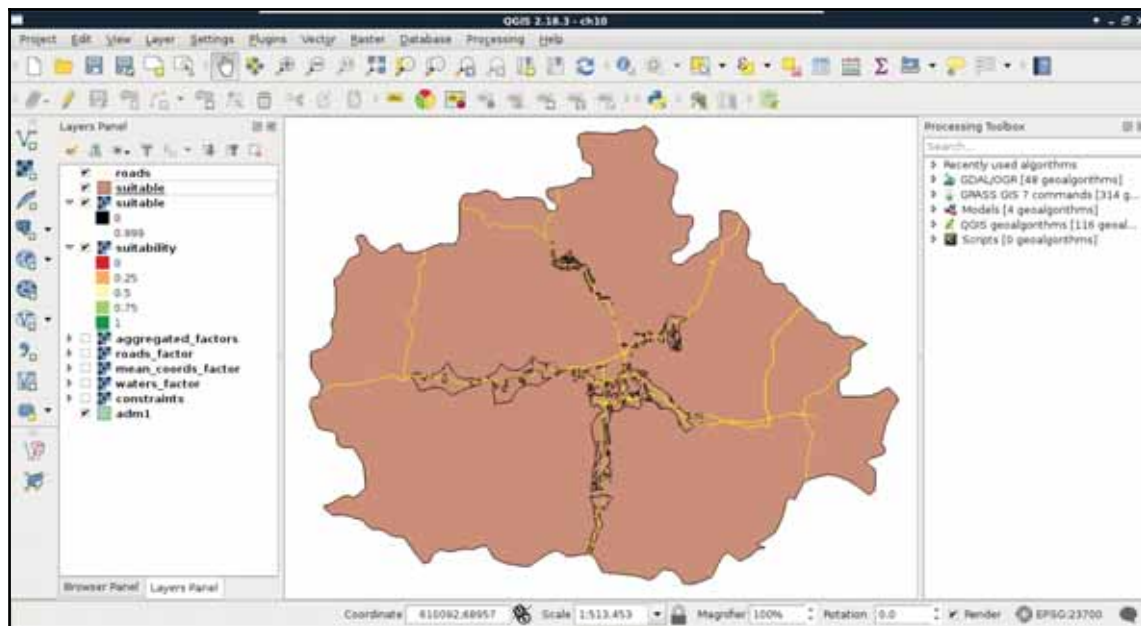 QGIS 2.18.3 - ch10
Project Edit View Layer Settings Plugins Vector Raster Database Processing Help
Layers Panel
roads
suitable
suitable
0
0.999
suitability
0
0.25
0.5
0.75
1
aggregated_factors
roads_factor
mean_coords_factor
waters_factor
constraints
adm1
Browser Panel Layers Panel
Processing Toolbox
Search...
Recently used algorithms
GDAL/OGR [48 geoalgorithms]
GRASS GIS 7 commands [314 g...
Models [4 geoalgorithms]
QGIS geoalgorithms [116 geoal...
Scripts [0 geoalgorithms]
Coordinate 610092,68957 Scale 1:513,453 Magnifier 100% Rotation 0.0 Render EPSG:23700